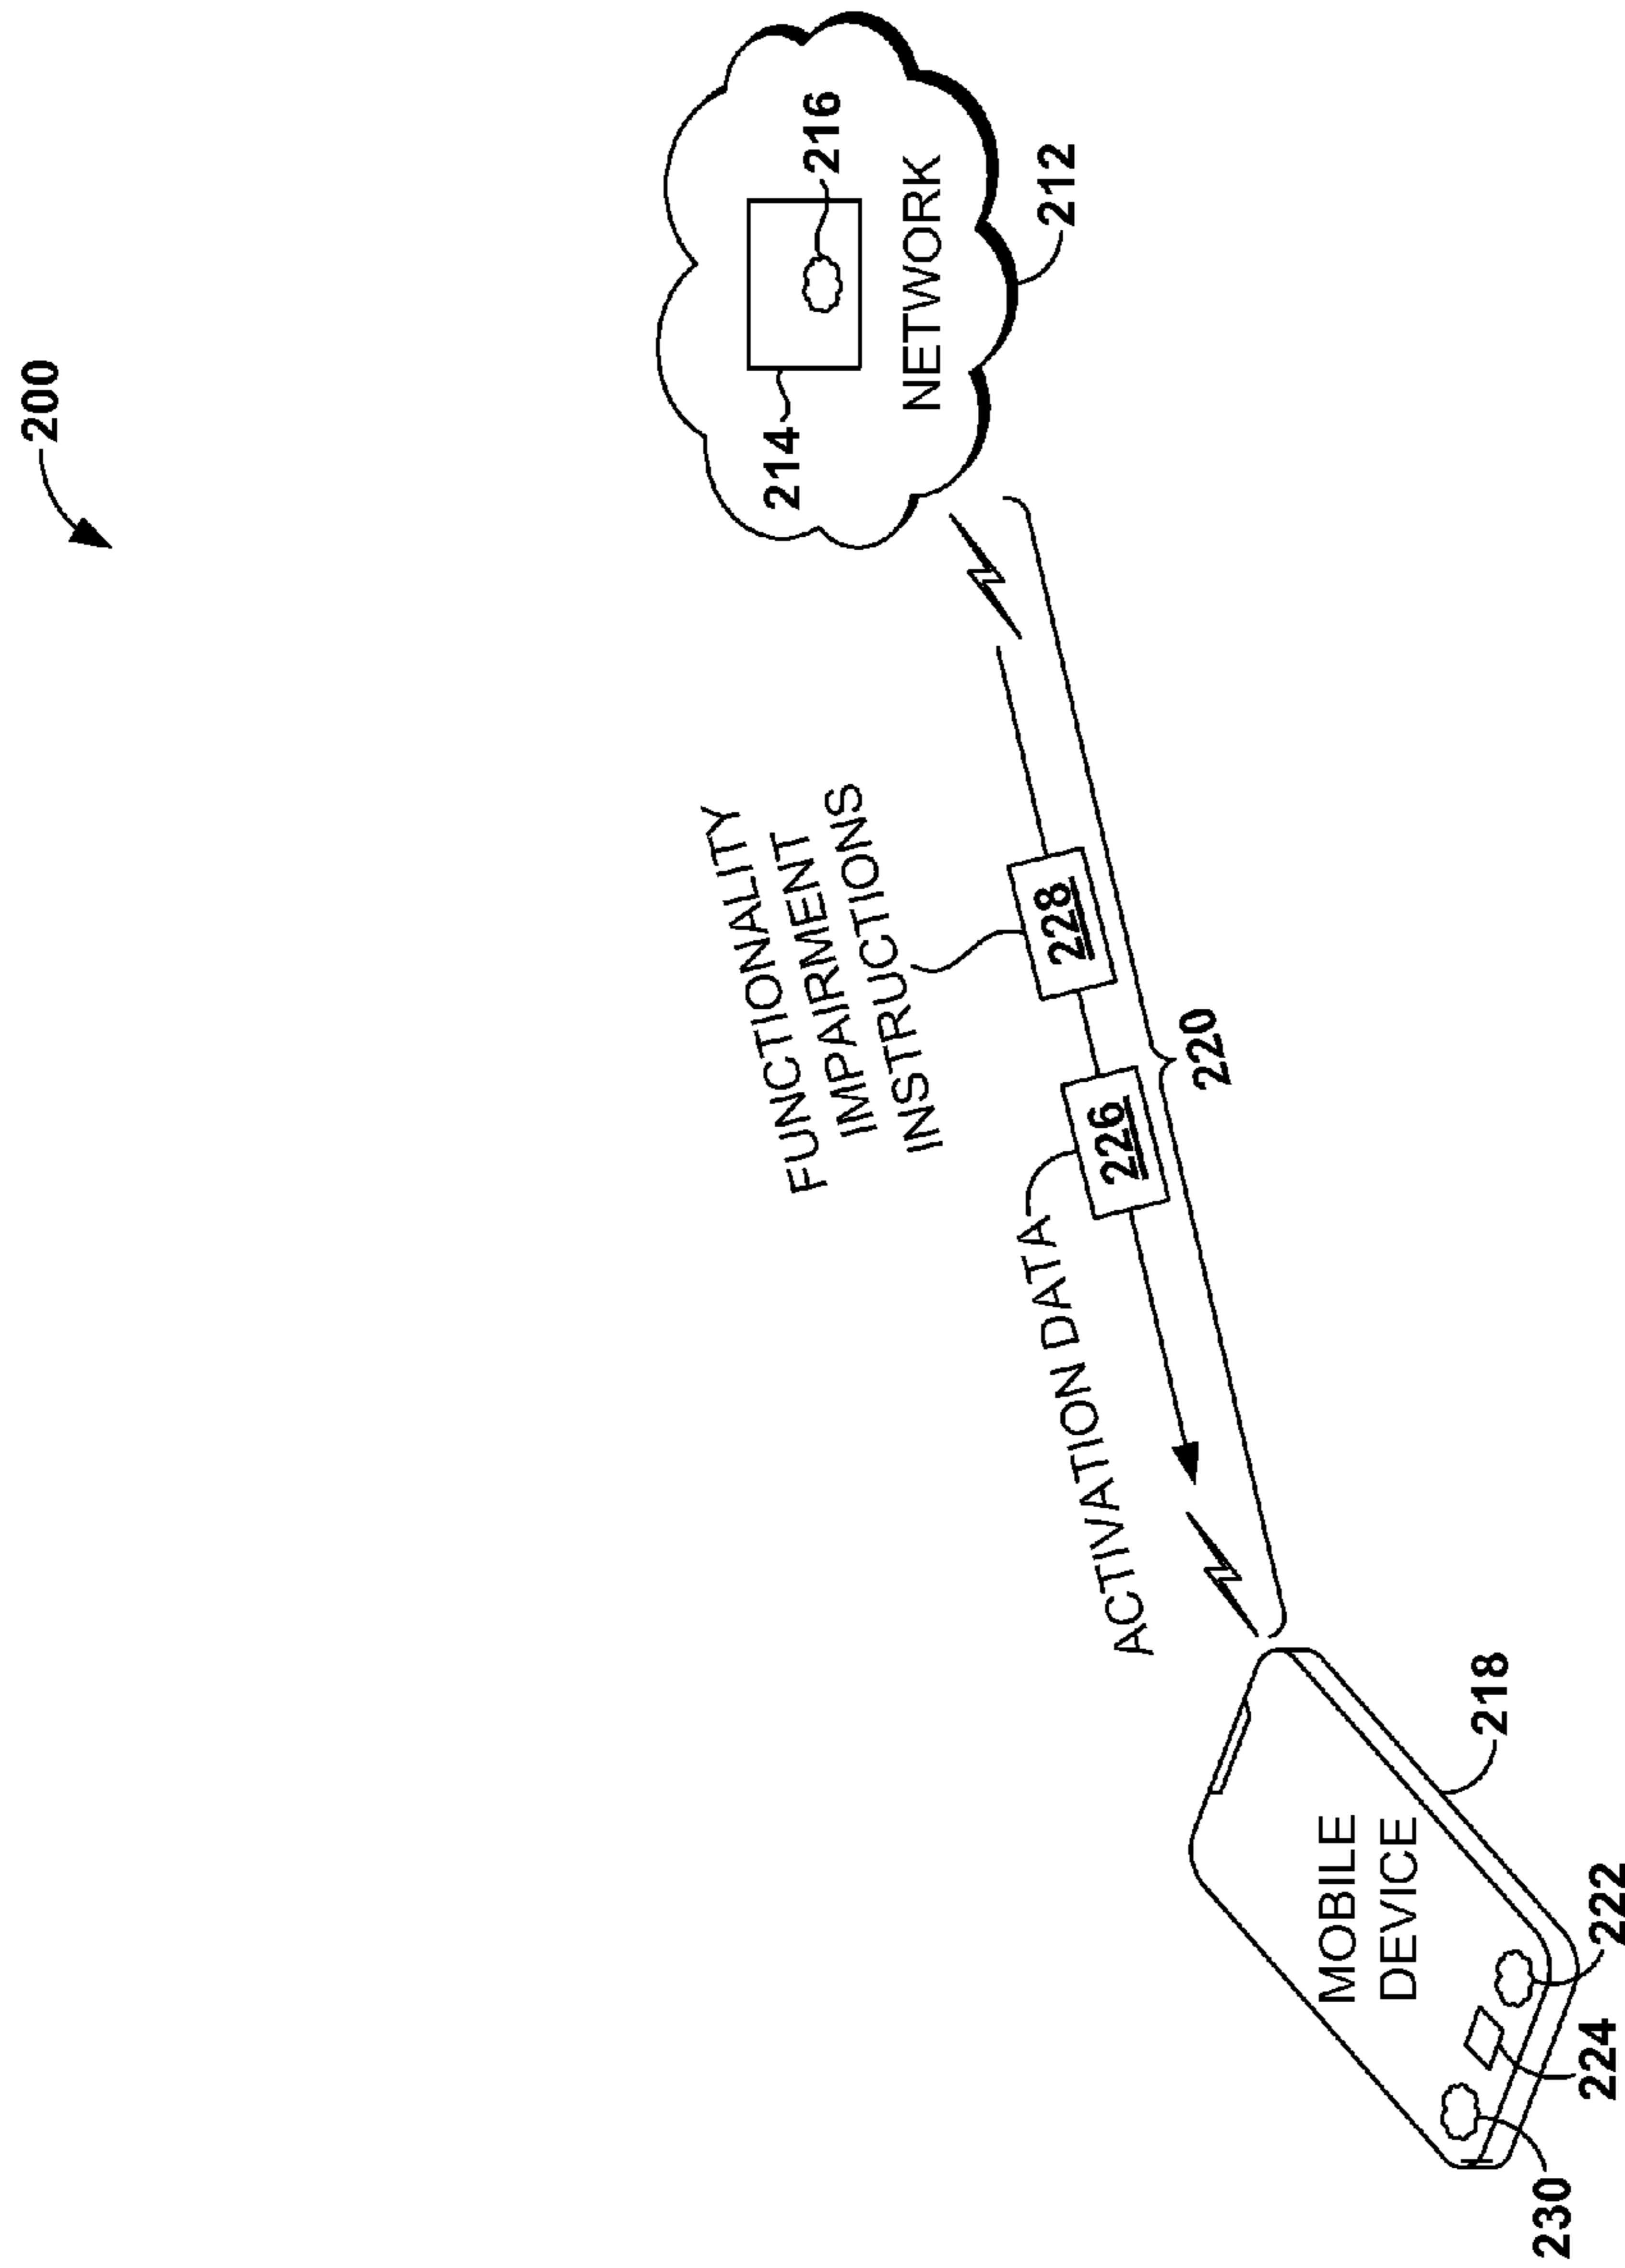 200
216
214
NETWORK
212
FUNCTIONALITY
IMPAIRMENT
INSTRUCTIONS
228
ACTIVATION DATA
226
220
MOBILE
DEVICE
218
230
224
222